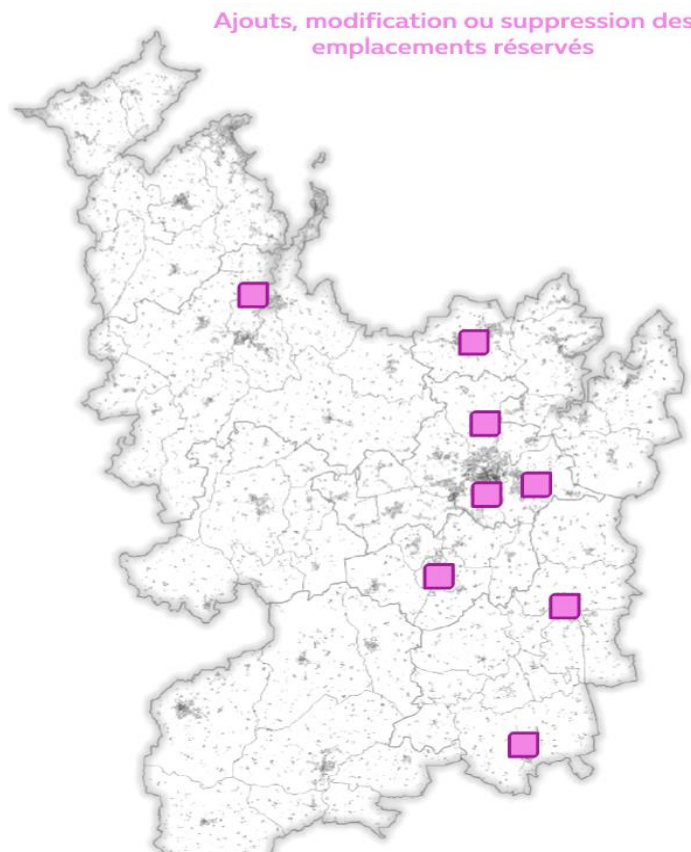 Ajouts, modification ou suppression des
emplacements réservés